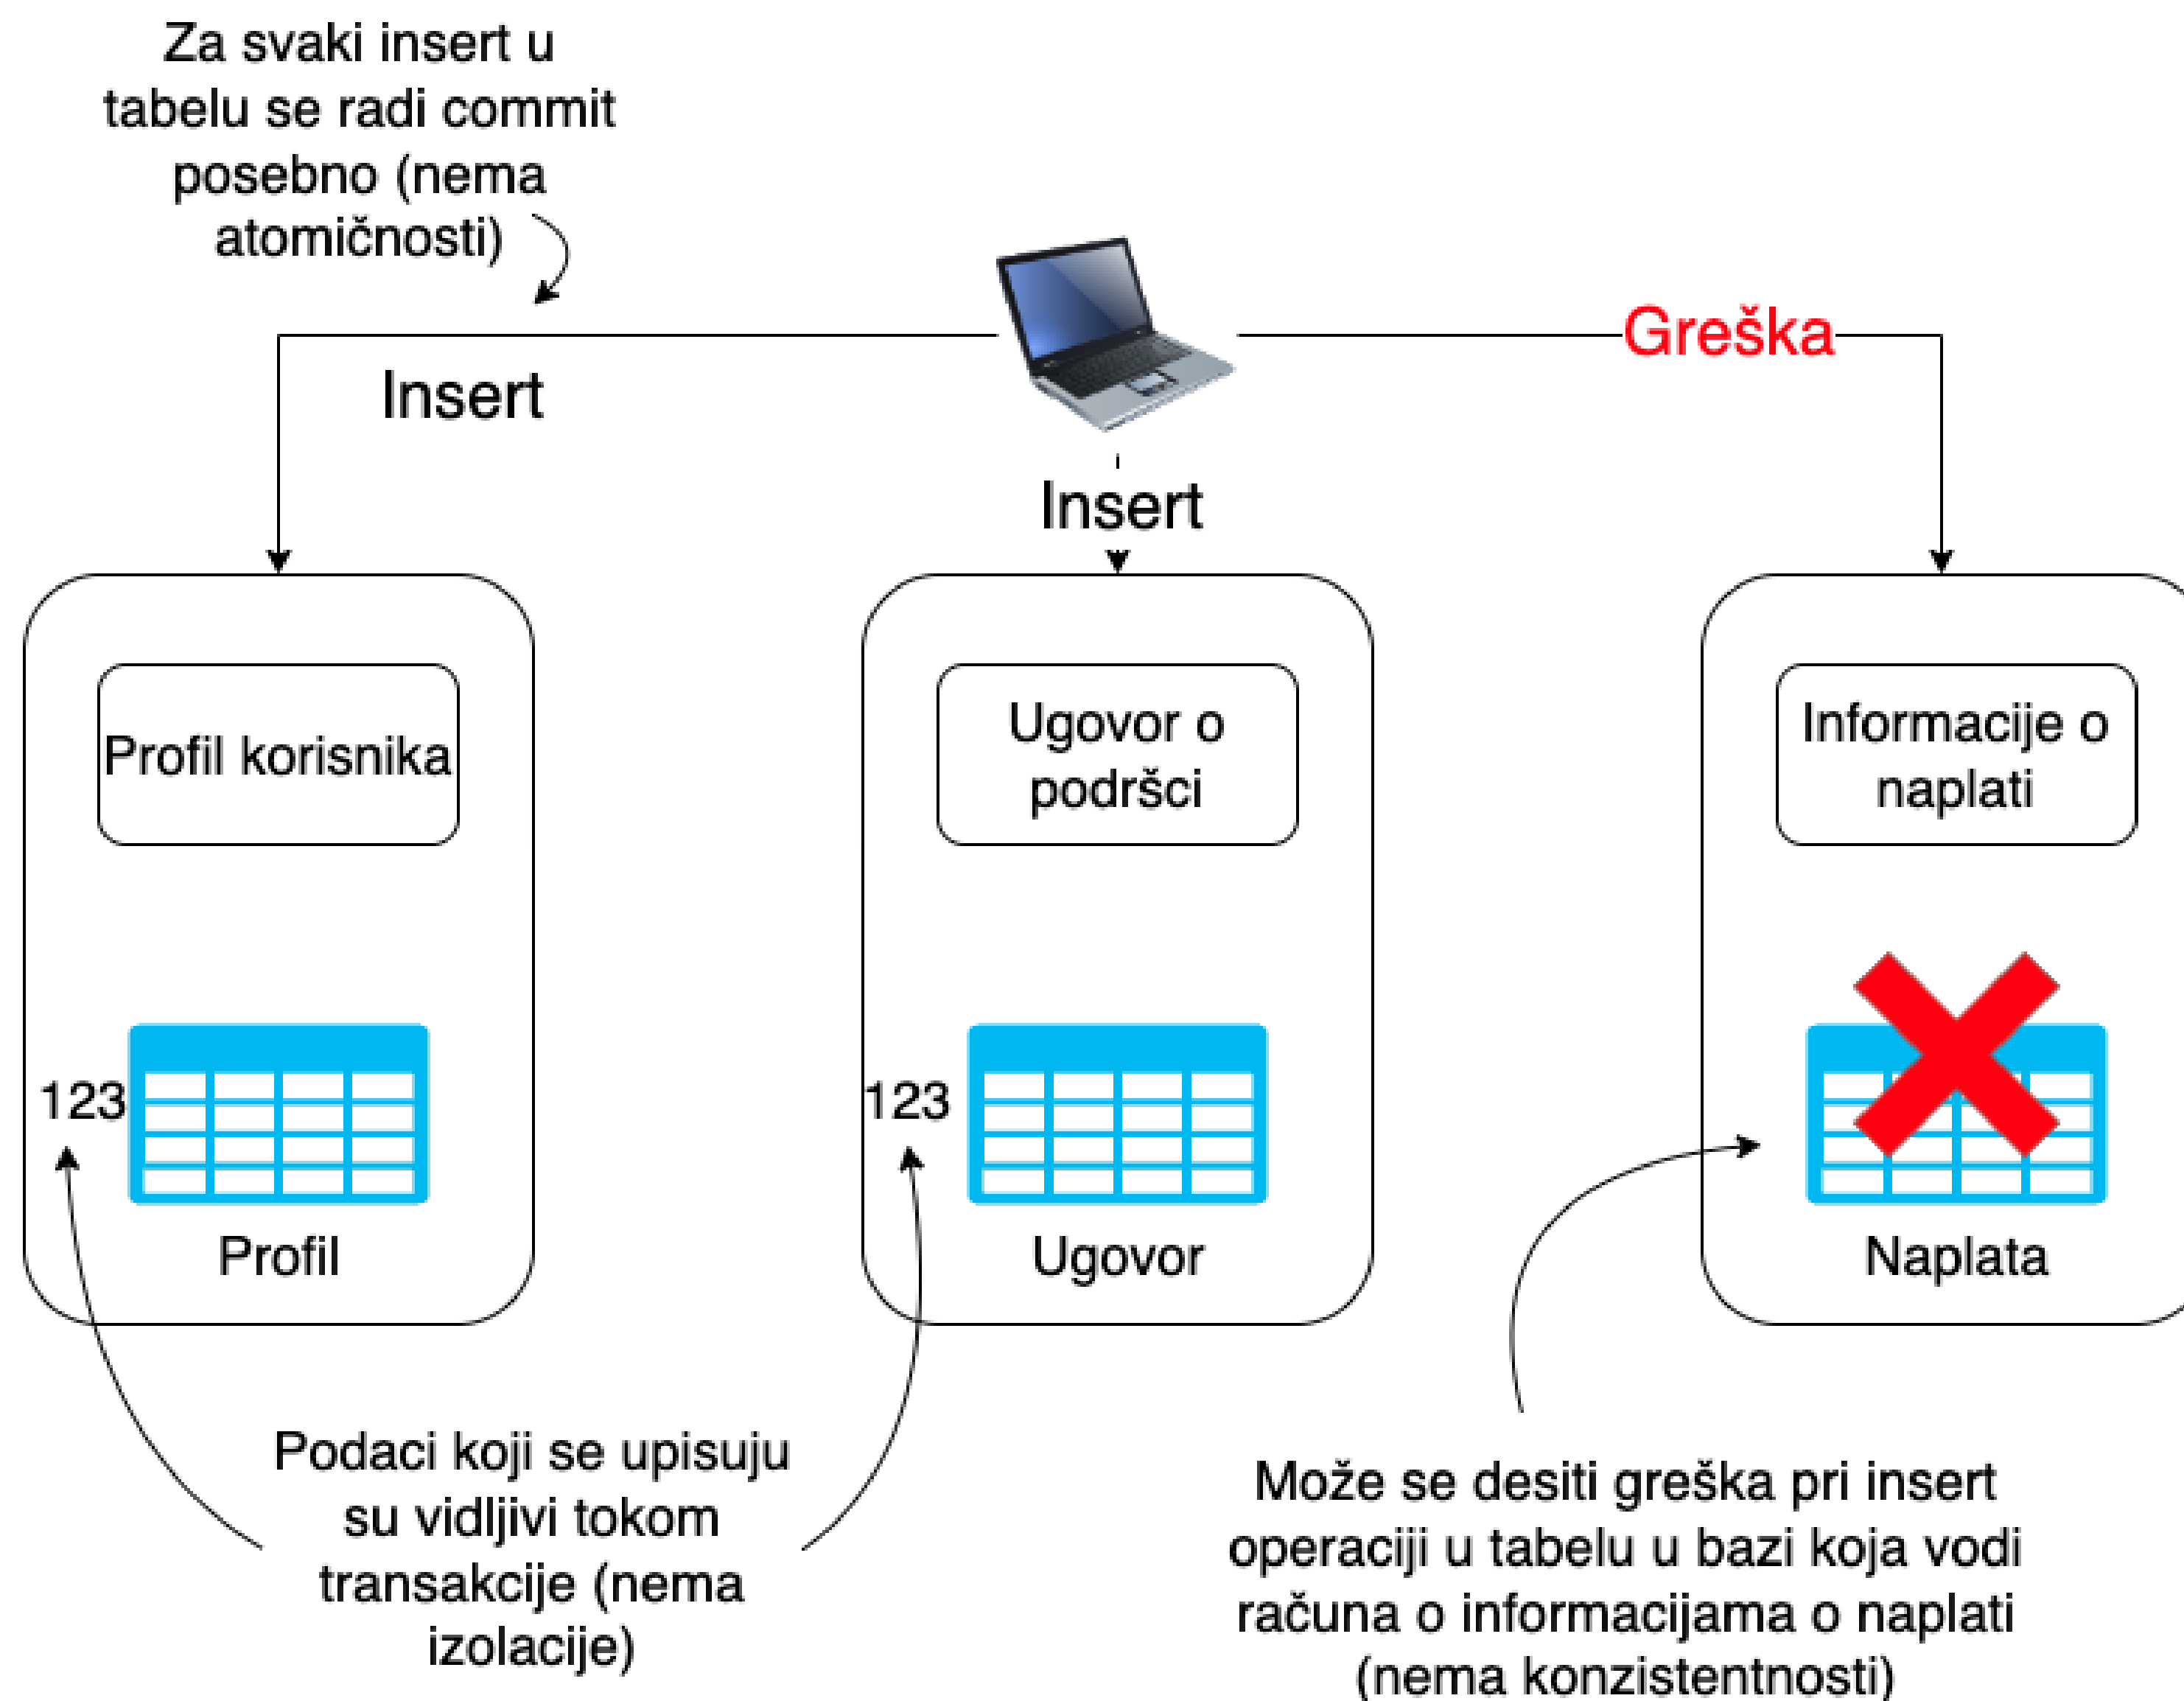 Za svaki insert u
tabelu se radi commit
posebno (nema
atomičnosti)
Greška
Insert
Insert
Profil korisnika
Ugovor o
podršci
Informacije o
naplati
123
123
Profil
Ugovor
Naplata
Podaci koji se upisuju
su vidljivi tokom
transakcije (nema
izolacije)
Može se desiti greška pri insert
operaciji u tabelu u bazi koja vodi
računa o informacijama o naplati
(nema konzistentnosti)